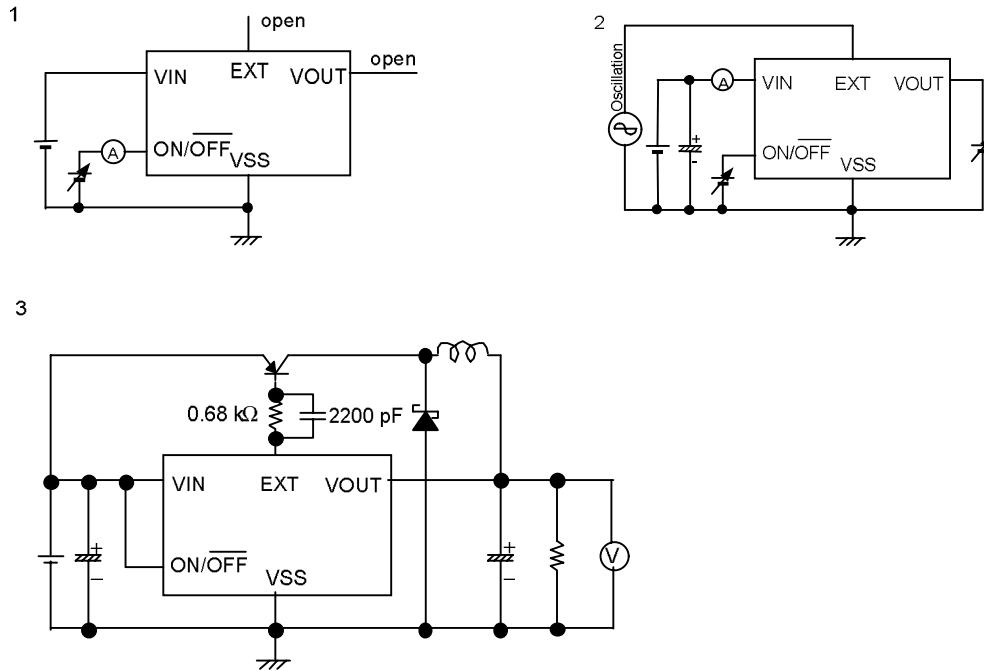 1
open
open
VIN
EXT
VOUT
A
ON/OFF
VSS
2
Oscillation
A
VIN
EXT
VOUT
ON/OFF
VSS
3
0.68 kΩ
2200 pF
VIN
EXT
VOUT
+
-
ON/OFF
VSS
+
-
V